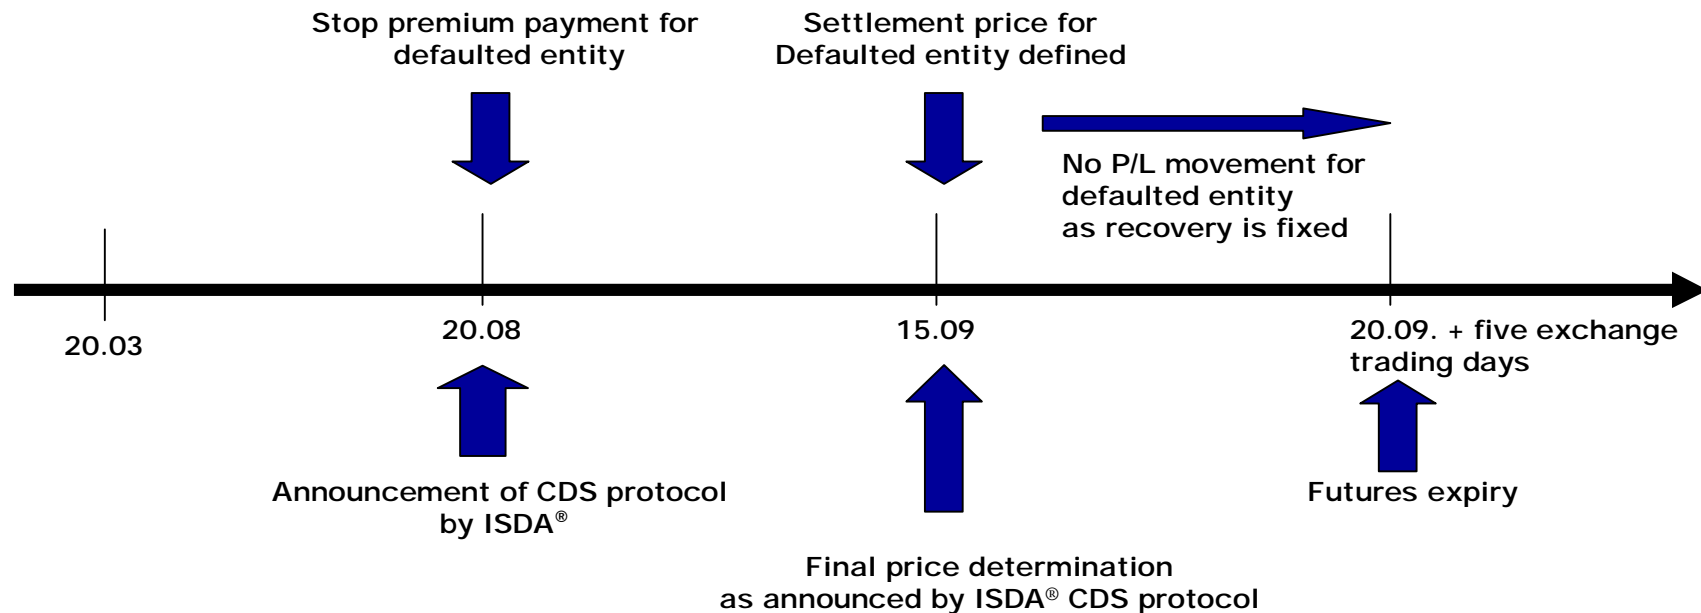 Stop premium payment for
defaulted entity
Settlement price for
Defaulted entity defined
No P/L movement for
defaulted entity
as recovery is fixed
20.03
20.08
15.09
20.09. + five exchange
trading days
Announcement of CDS protocol
by ISDA®
Futures expiry
Final price determination
as announced by ISDA® CDS protocol